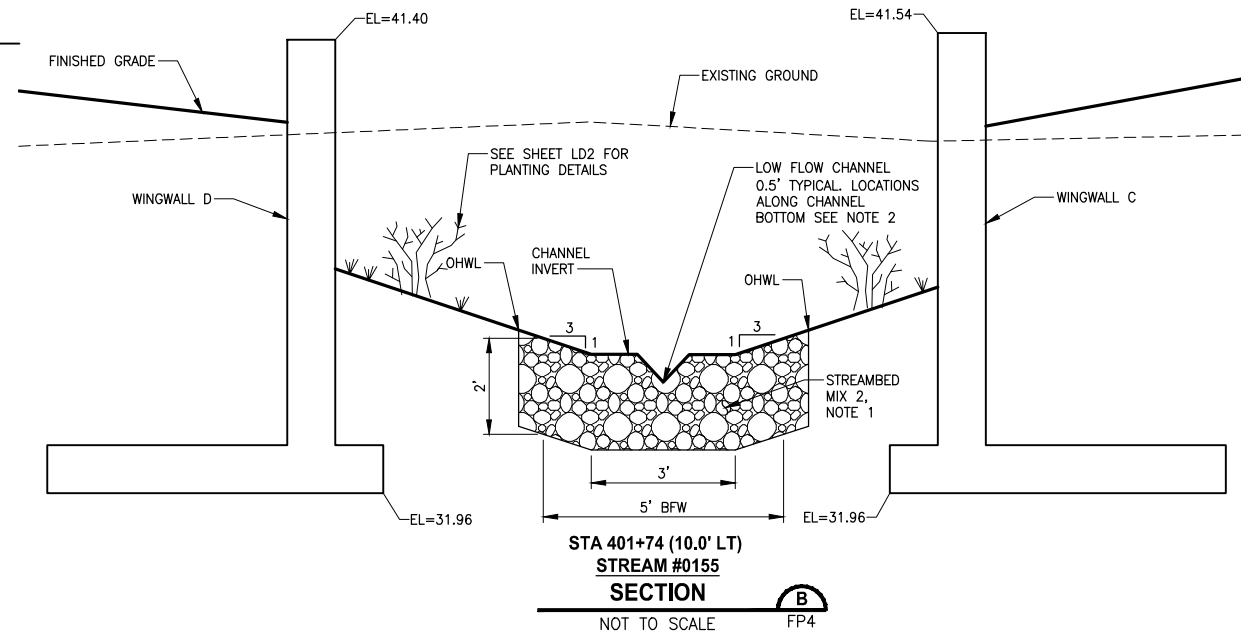 EL=41.40
EL=41.54
FINISHED GRADE
EXISTING GROUND
SEE SHEET LD2 FOR
PLANTING DETAILS
LOW FLOW CHANNEL
0.5' TYPICAL. LOCATIONS
ALONG CHANNEL
BOTTOM SEE NOTE 2
WINGWALL D
WINGWALL C
CHANNEL
INVERT
OHWL
OHWL
3
1
3
1
2'
STREAMBED
MIX 2,
NOTE 1
3'
5' BFW
EL=31.96
EL=31.96
STA 401+74 (10.0' LT)
STREAM #0155
SECTION
B
FP4
NOT TO SCALE